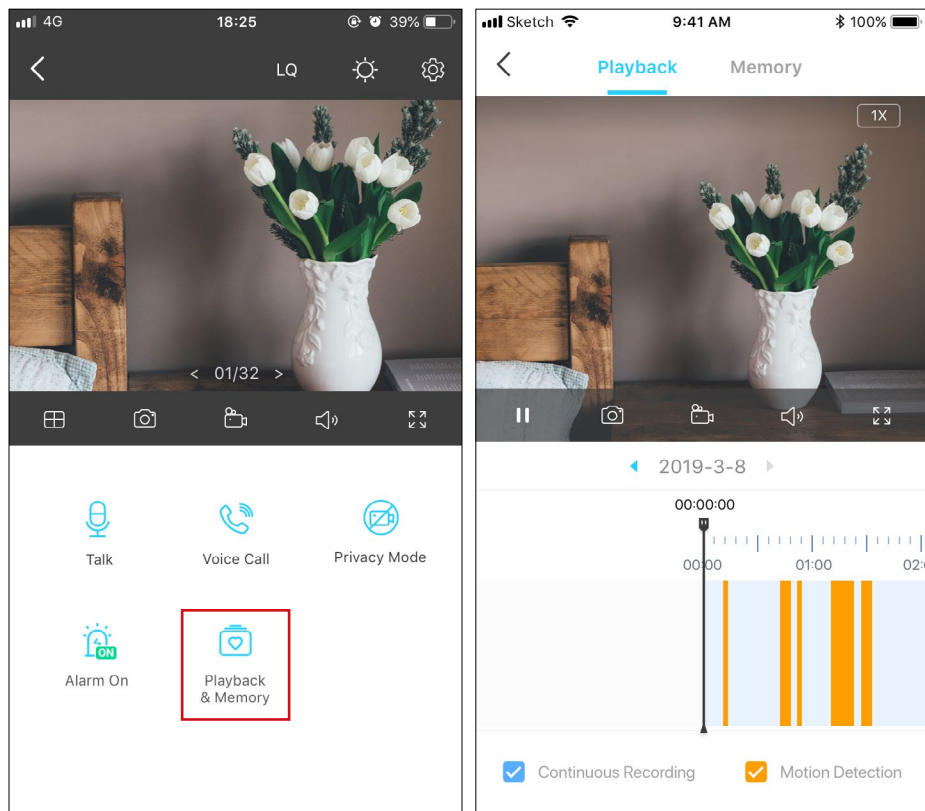 4G
18:25
39%
LQ
< 01/32 >
Talk
Voice Call
Privacy Mode
ON
Alarm On
Playback
& Memory
Sketch
9:41 AM
100%
Playback
Memory
1X
2019-3-8
00:00:00
00:00
01:00
Continuous Recording
Motion Detection